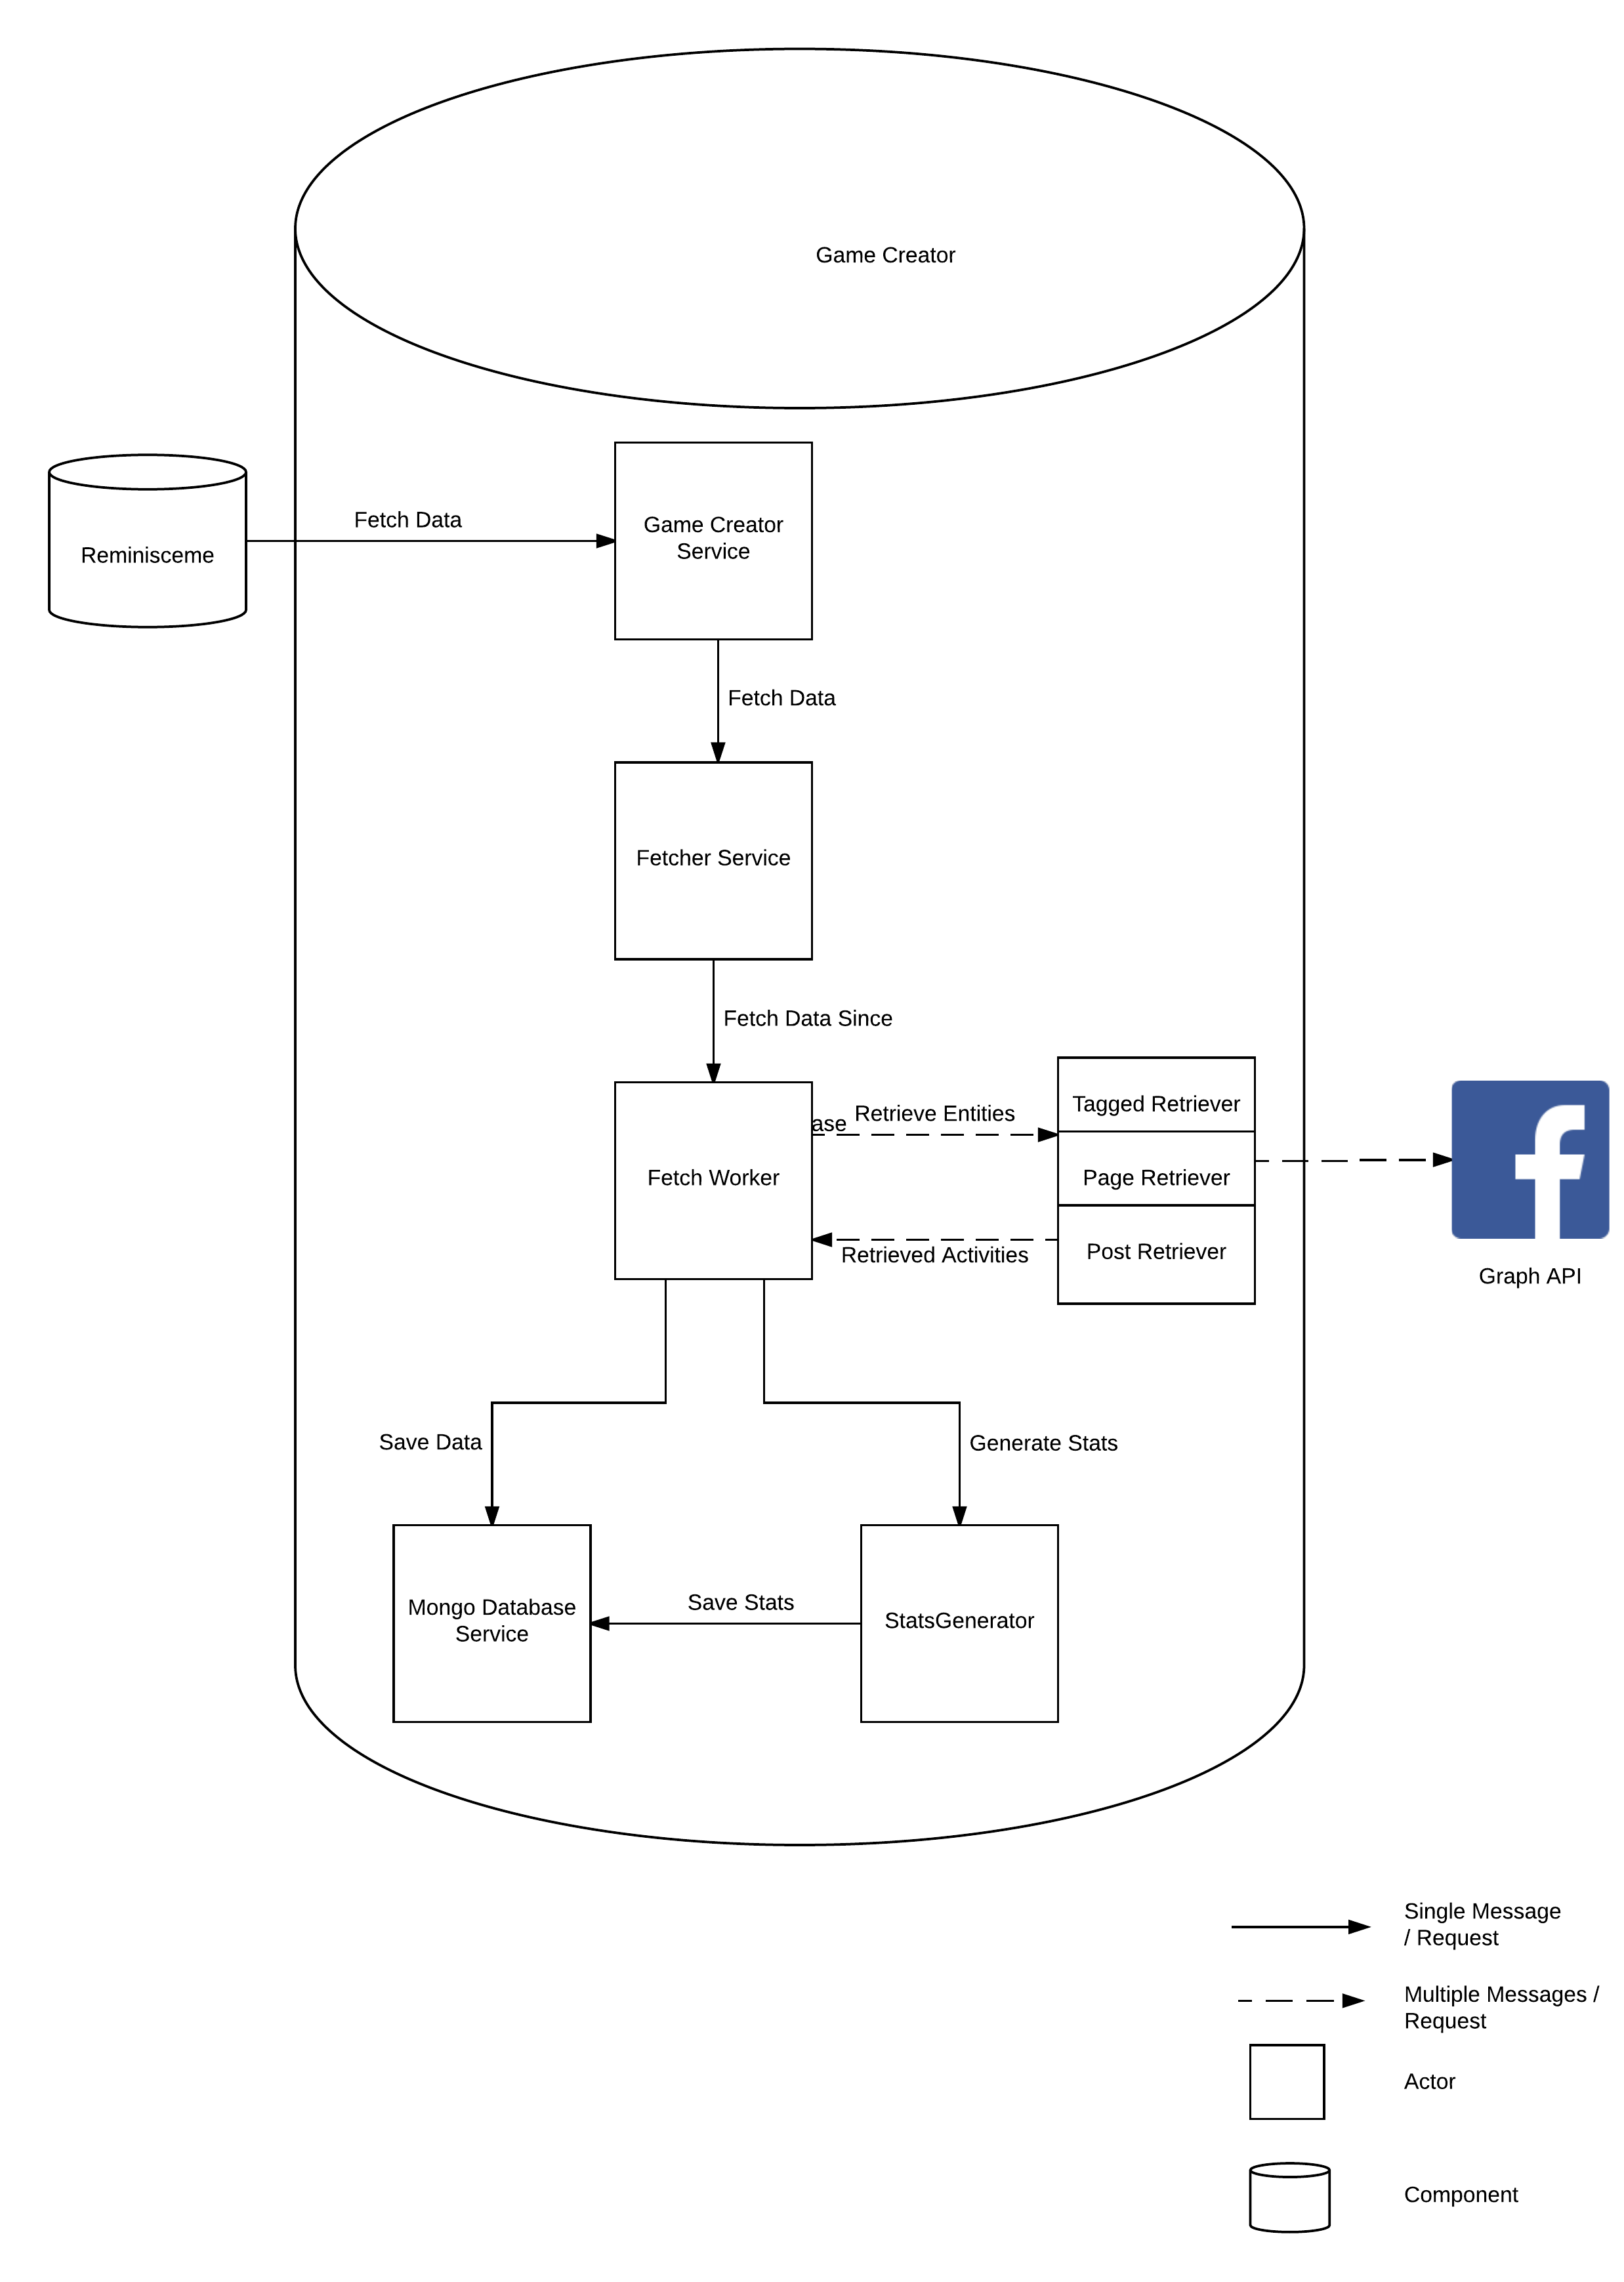 Game Creator
Reminisceme
Fetch Data
Game Creator
Service
Fetch Data
Fetcher Service
Fetch Data Since
Fetch Worker
ase
Retrieve Entities
Tagged Retriever
Page Retriever
Post Retriever
Retrieved Activities
Graph API
Save Data
Generate Stats
Mongo Database
Service
Save Stats
StatsGenerator
Single Message
/ Request
Multiple Messages /
Request
Actor
Component